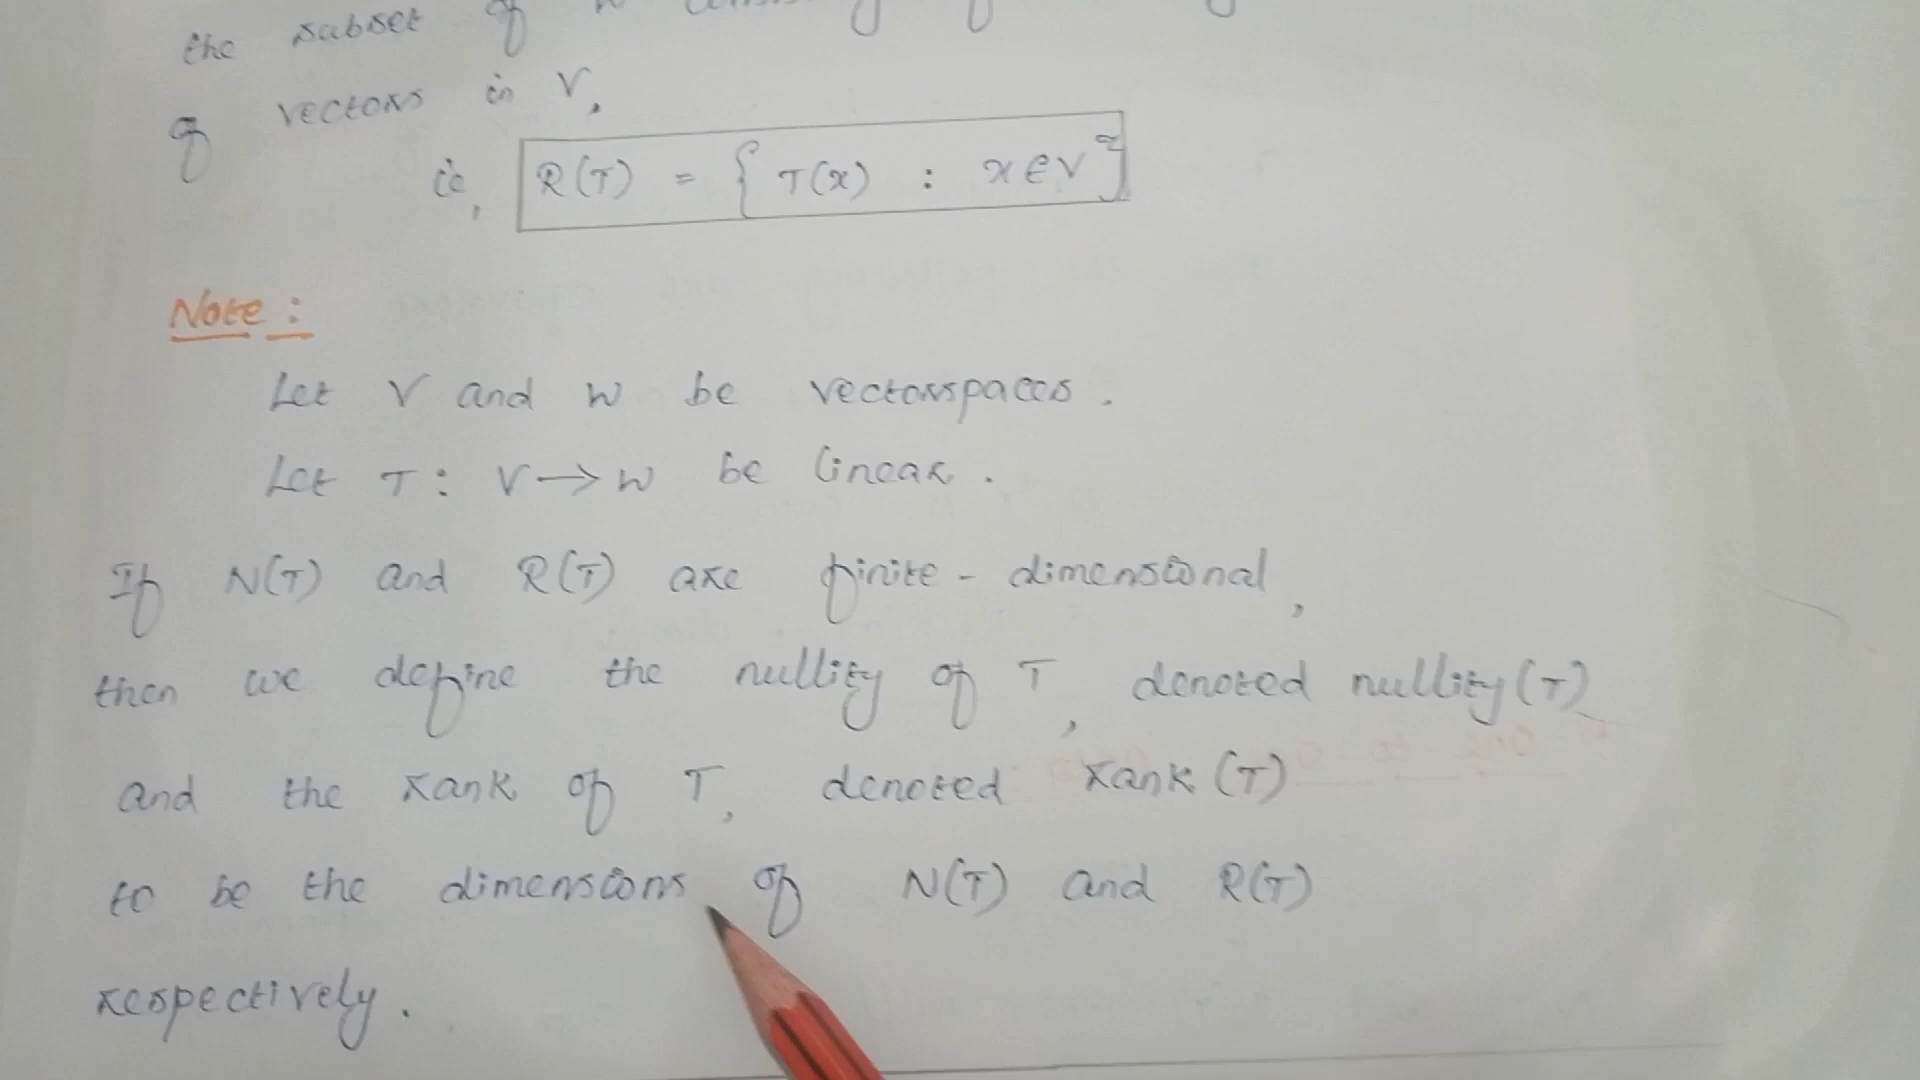 the subset of W
of vectors in V,
ie, R(T) = { T(x) : x ∈ V }
Note :
Let V and W be vectorspaces.
Let T : V → W be linear.
If N(T) and R(T) are finite - dimensional,
then we define the nullity of T, denoted nullity (T)
and the rank of T, denoted rank (T)
to be the dimensions of N(T) and R(T)
respectively.